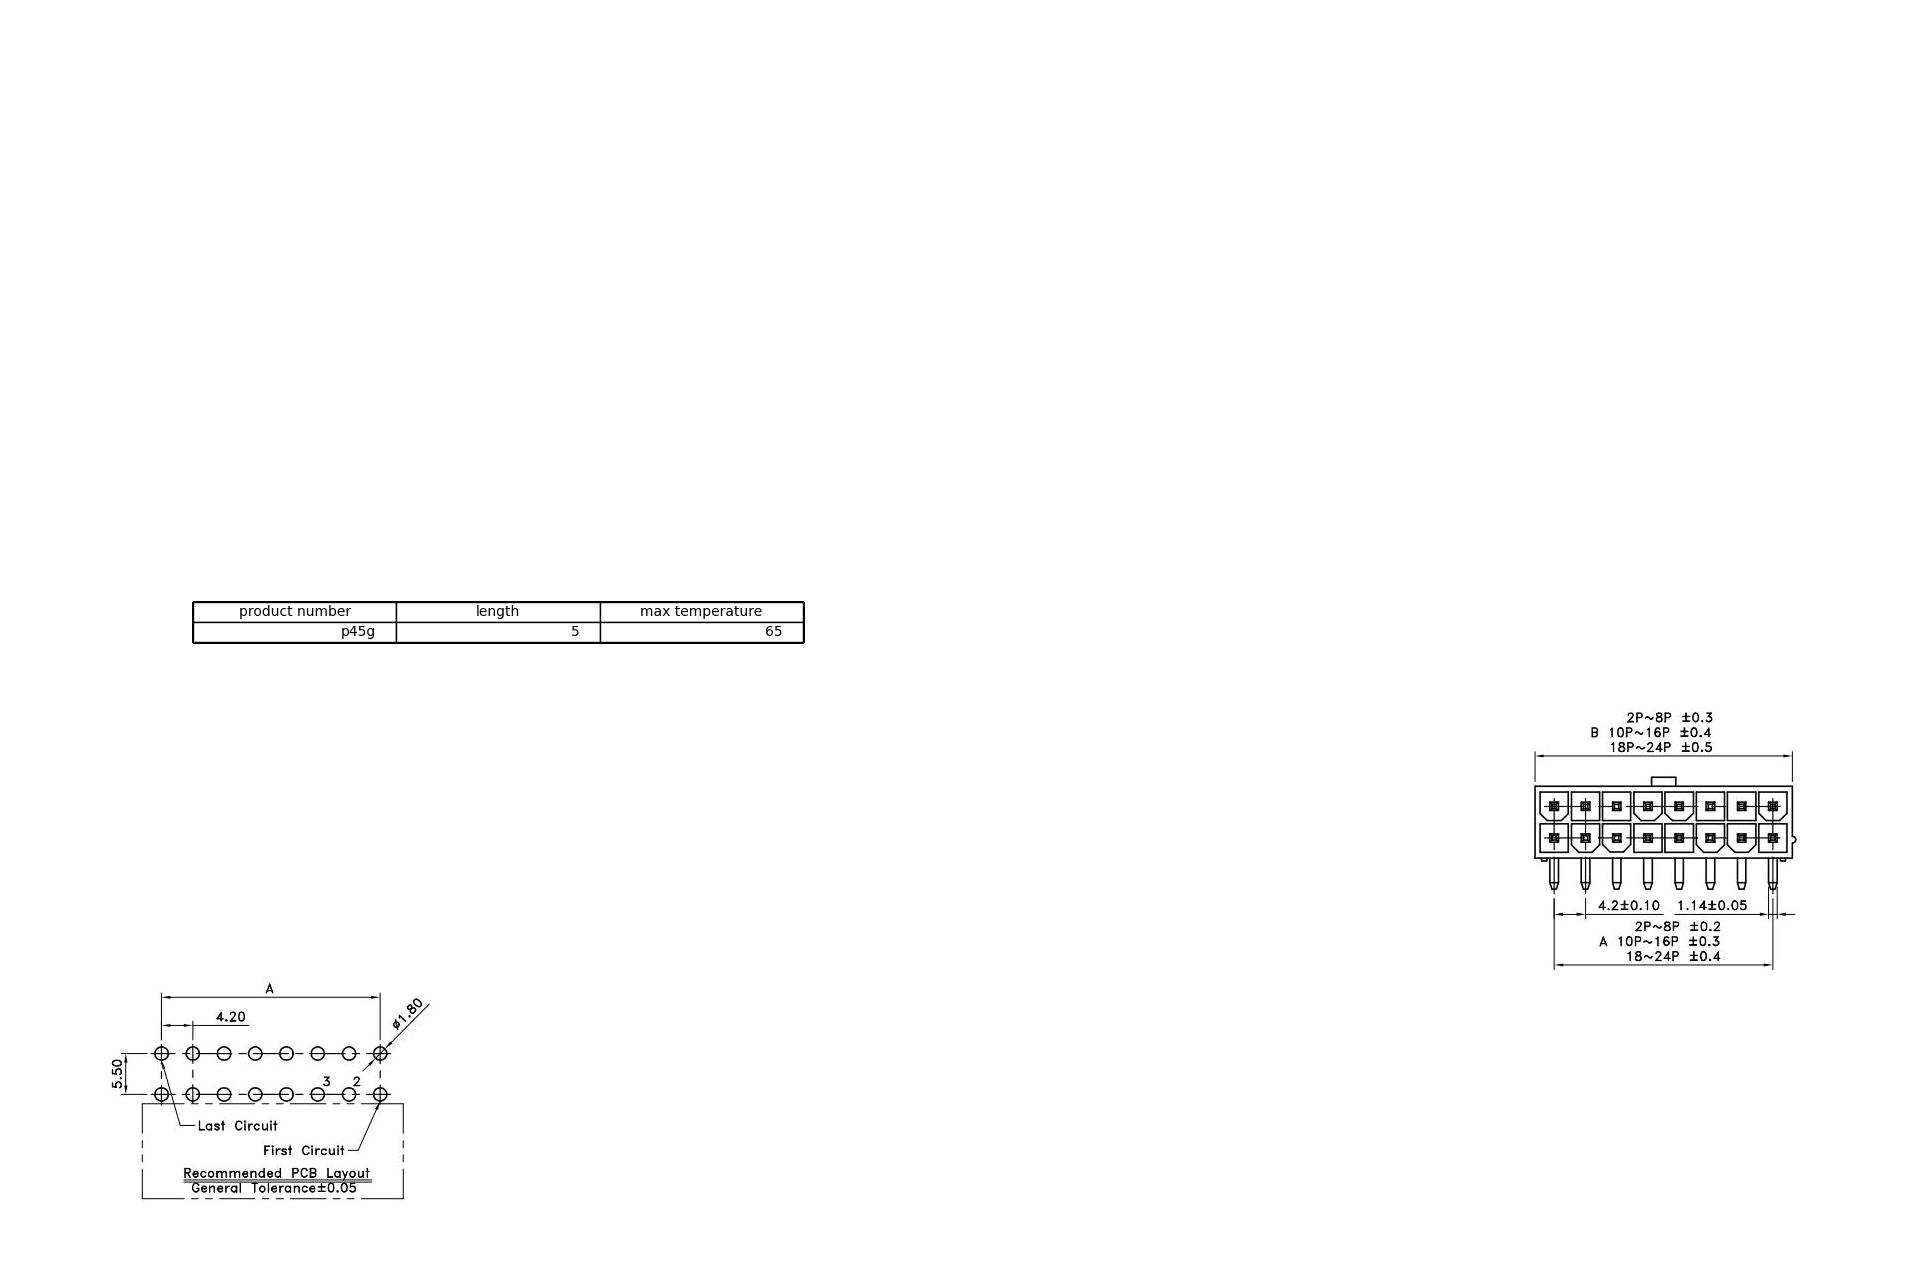 product number length max temperature
p45g 5 65
2P~8P ±0.3
B 10P~16P ±0.4
18P~24P ±0.5
4.2±0.10 1.14±0.05
2P~8P ±0.2
A 10P~16P ±0.3
18~24P ±0.4
A
4.20
ø1.80
5.50
3 2
Last Circuit
First Circuit
Recommended PCB Layout
General Tolerance±0.05